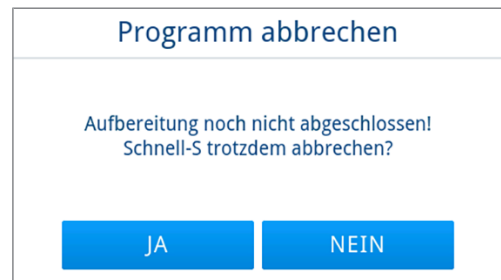 Programm abbrechen
Aufbereitung noch nicht abgeschlossen!
Schnell-S trotzdem abbrechen?
JA
NEIN